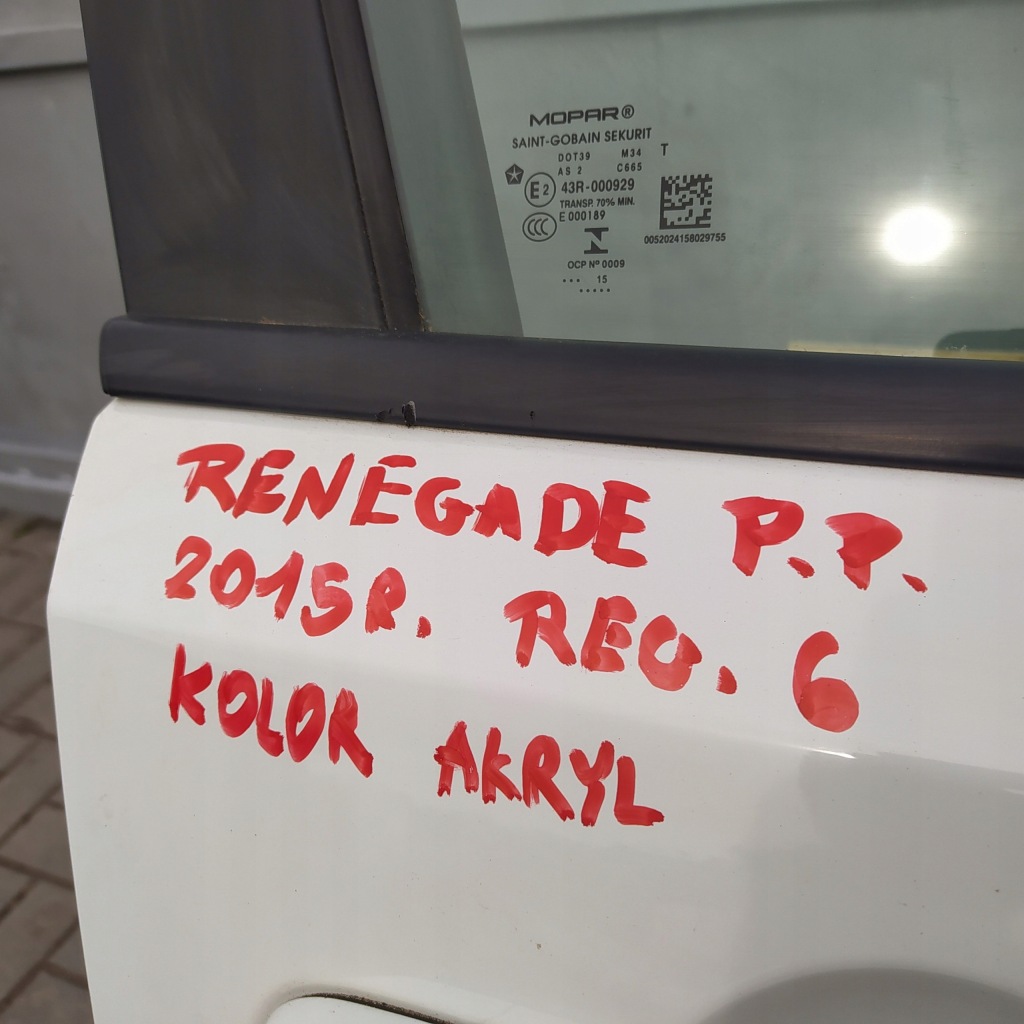 MOPAR®
SAINT-GOBAIN SEKURIT
DOT39 M34 T
AS 2 C665
E2 43R-000929
TRANSP. 70% MIN.
E 000189
CCC
0052024158029755
OCP Nº 0009
... 15
.....
RENEGADE P.P.
2015R. REG. 6
KOLOR AKRYL